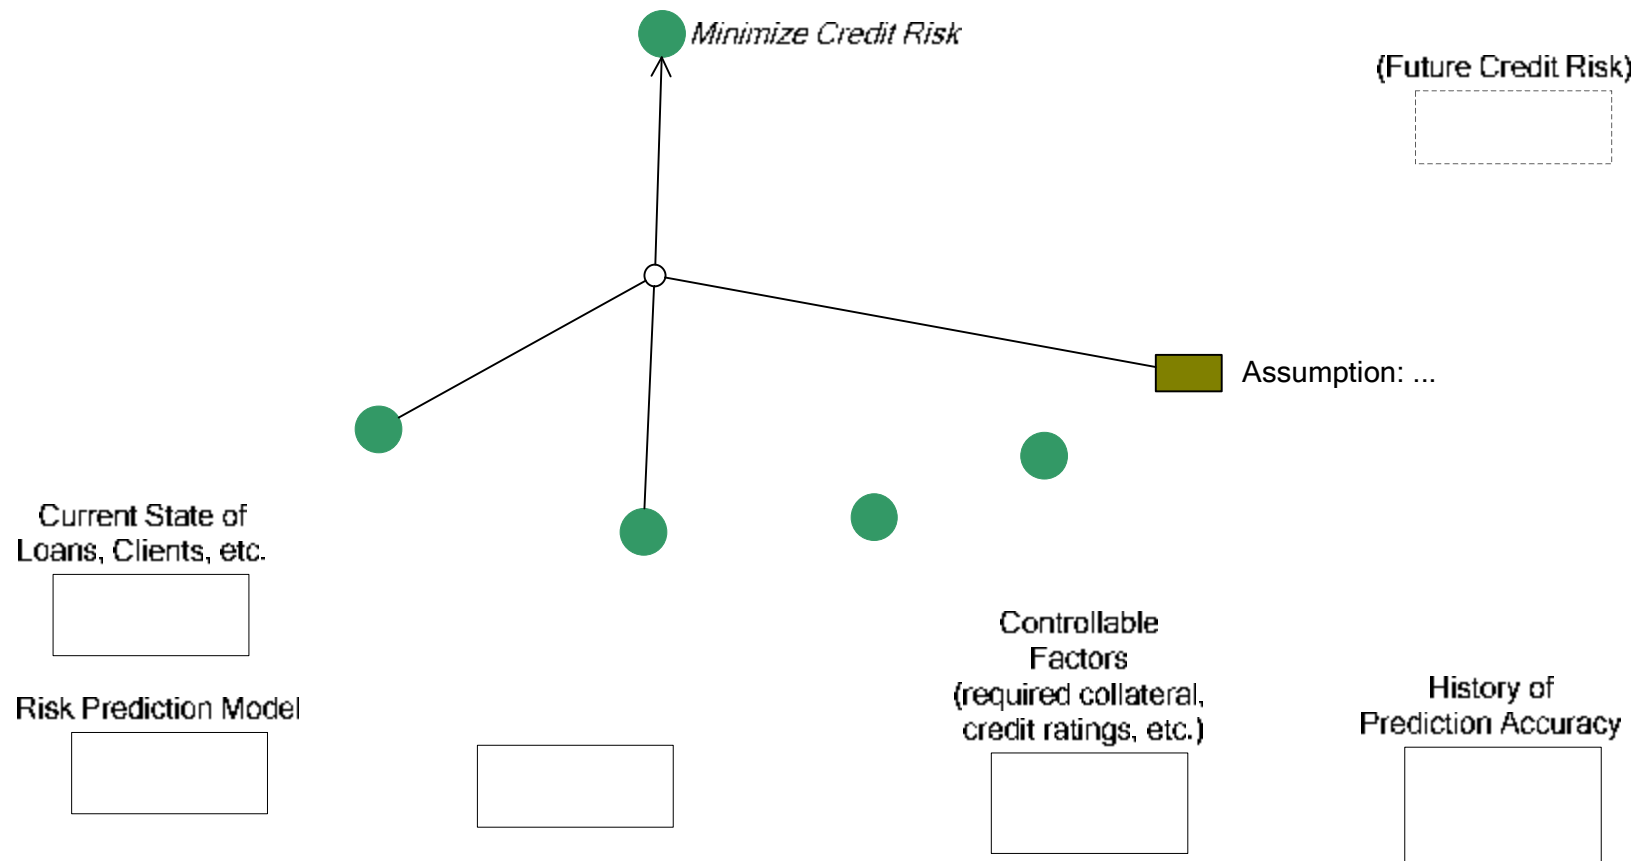 Minimize Credit Risk
(Future Credit Risk)
Assumption: ...
Current State of
Loans, Clients, etc.
Controllable
Factors
(required collateral,
credit ratings, etc.)
Risk Prediction Model
History of
Prediction Accuracy